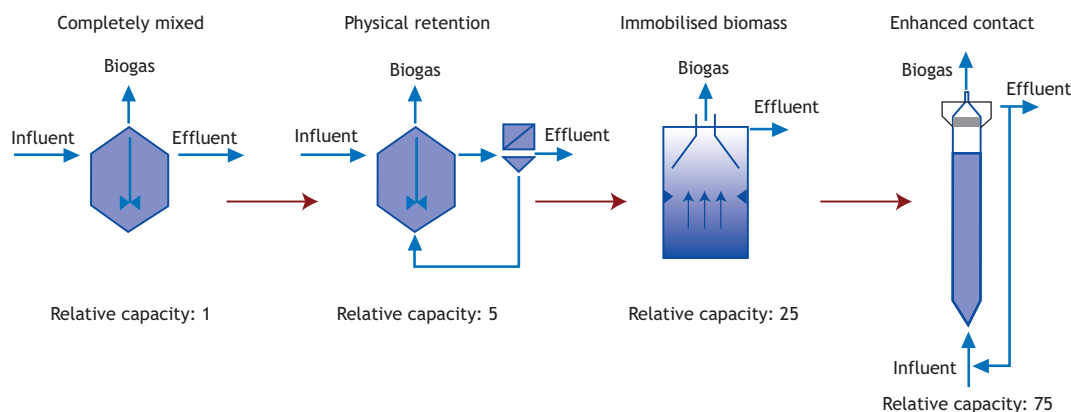 Completely mixed
Biogas
Influent
Effluent
Relative capacity: 1
Physical retention
Biogas
Influent
Effluent
Relative capacity: 5
Immobilised biomass
Biogas
Effluent
Relative capacity: 25
Enhanced contact
Biogas
Effluent
Influent
Relative capacity: 75